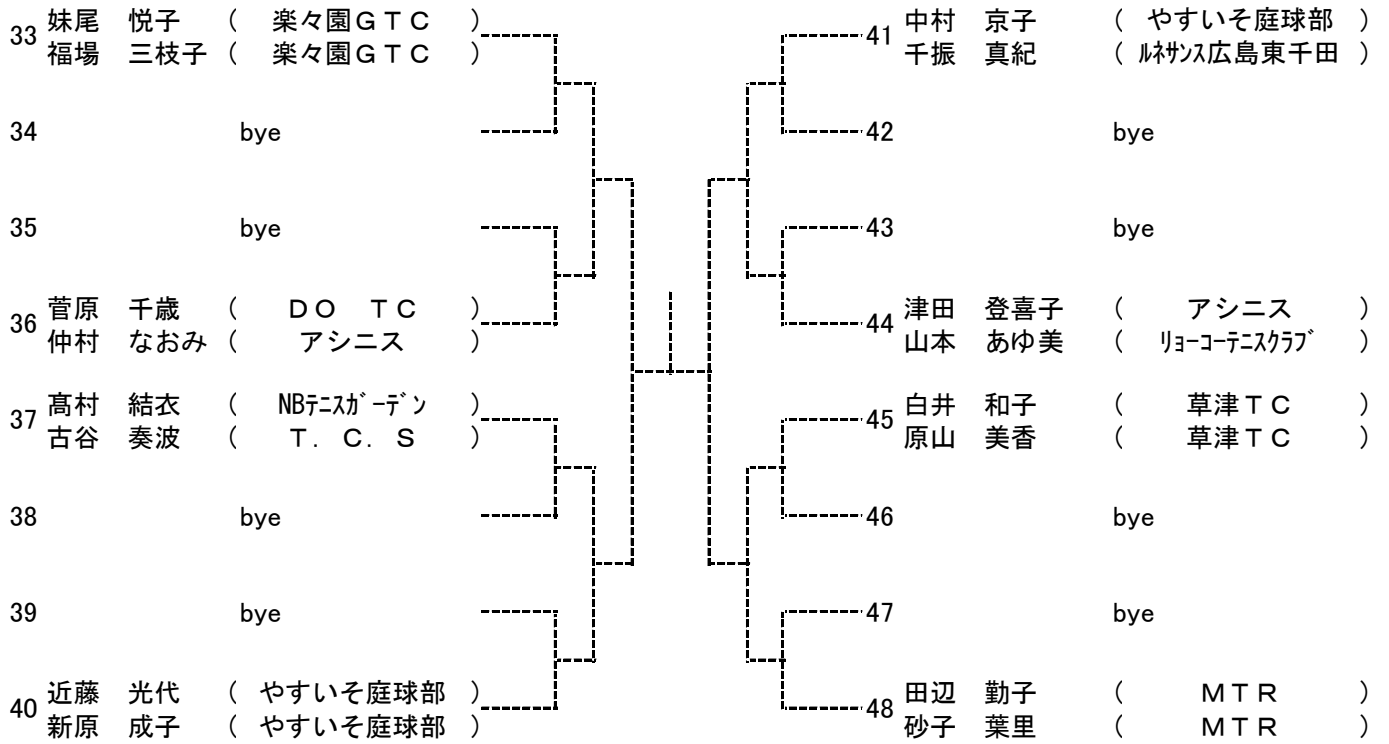 33 妹尾 悦子 ( 楽々園GTC )
福場 三枝子 ( 楽々園GTC )
34 bye
35 bye
36 菅原 千歳 ( DO TC )
仲村 なおみ ( アシニス )
37 髙村 結衣 ( NBﾃﾆｽｶﾞｰﾃﾞﾝ )
古谷 奏波 ( T. C. S )
38 bye
39 bye
40 近藤 光代 ( やすいそ庭球部 )
新原 成子 ( やすいそ庭球部 )
41 中村 京子 ( やすいそ庭球部 )
千振 真紀 ( ﾙﾈｻﾝｽ広島東千田 )
42 bye
43 bye
44 津田 登喜子 ( アシニス )
山本 あゆ美 ( ﾘｮｰｺｰﾃﾆｽｸﾗﾌﾞ )
45 白井 和子 ( 草津TC )
原山 美香 ( 草津TC )
46 bye
47 bye
48 田辺 勤子 ( MTR )
砂子 葉里 ( MTR )